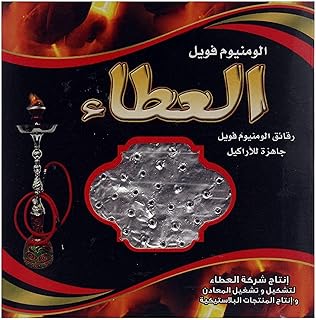 الومنيوم فويل
العطاء
رقائق الومنيوم فويل
جاهزة للأراكيل
إنتاج شركة العطاء
لتشكيل و تشغيل المعادن
و إنتاج المنتجات البلاستيكية